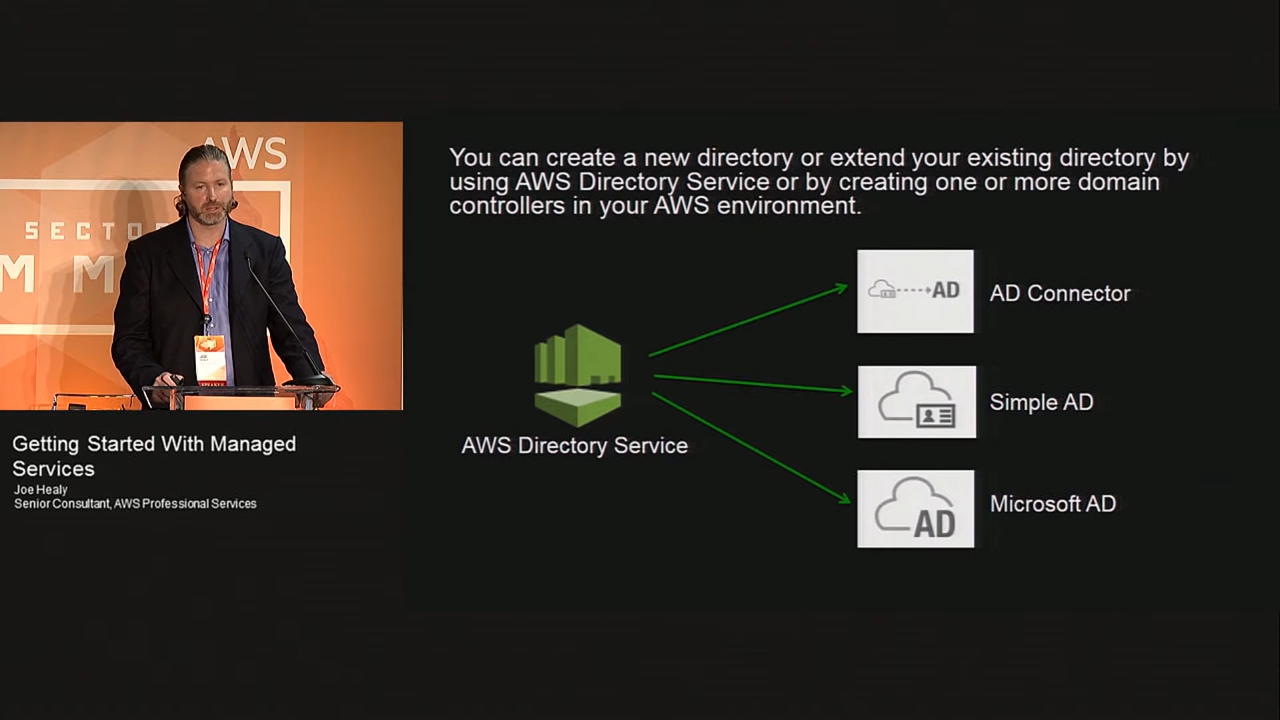 AWS
SECTOR
M M
Getting Started With Managed
Services
Joe Healy
Senior Consultant, AWS Professional Services
You can create a new directory or extend your existing directory by
using AWS Directory Service or by creating one or more domain
controllers in your AWS environment.
AD
AD Connector
Simple AD
AWS Directory Service
AD
Microsoft AD